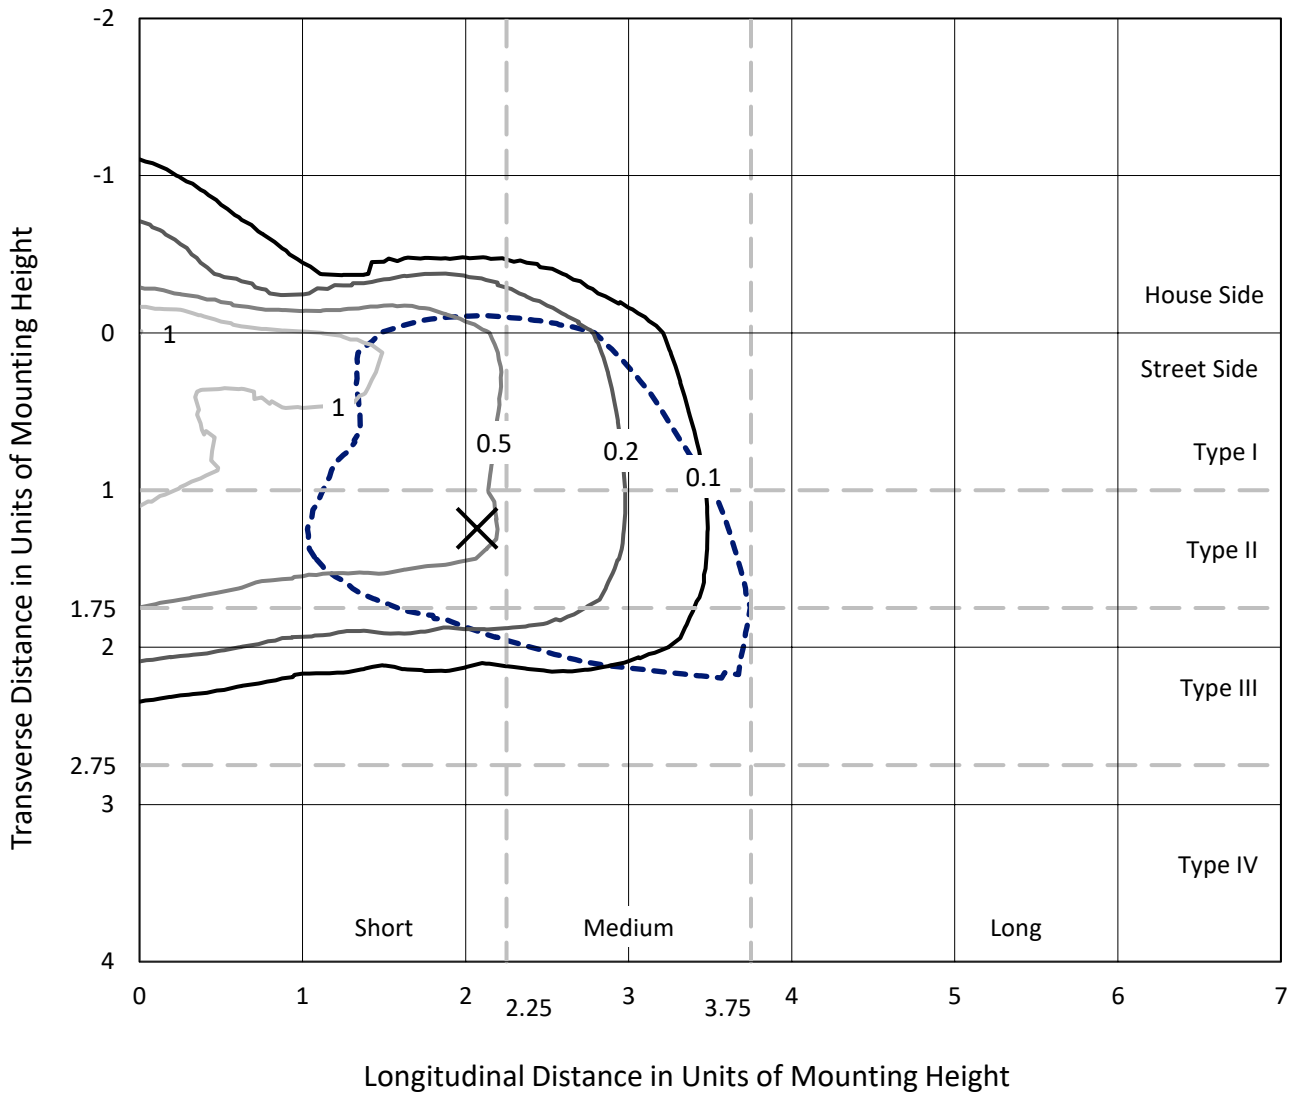 -2
-1
House Side
0
1
Street Side
1
0.5
0.2
Type I
0.1
1
Type II
1.75
2
Type III
2.75
3
Type IV
Short
Medium
Long
4
0
1
2
2.25
3
3.75
4
5
6
7
Transverse Distance in Units of Mounting Height
Longitudinal Distance in Units of Mounting Height